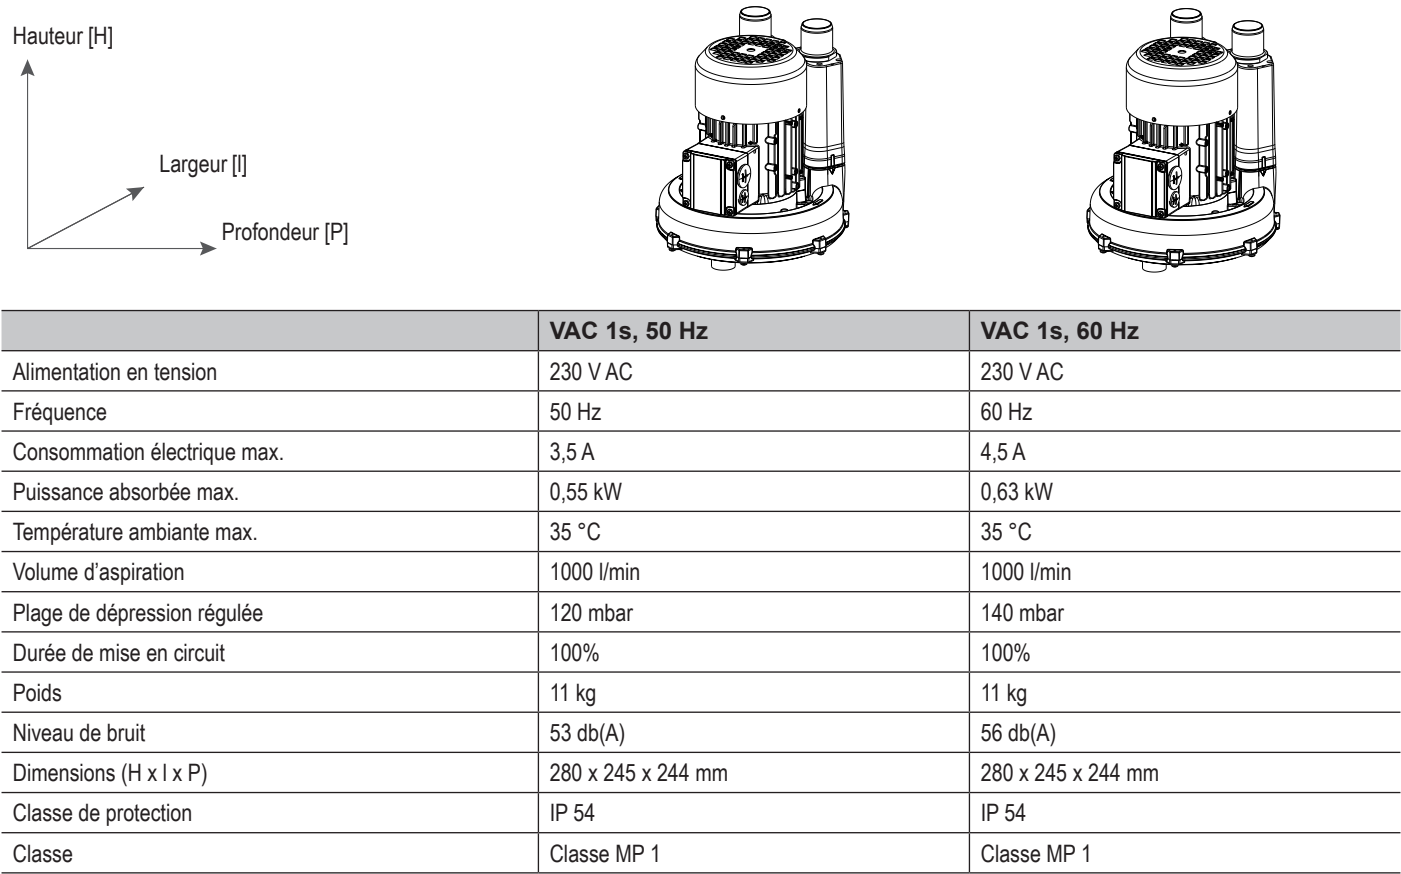 Hauteur [H]
Largeur [l]
Profondeur [P]
VAC 1s, 50 Hz VAC 1s, 60 Hz
Alimentation en tension 230 V AC 230 V AC
Fréquence 50 Hz 60 Hz
Consommation électrique max. 3,5 A 4,5 A
Puissance absorbée max. 0,55 kW 0,63 kW
Température ambiante max. 35 °C 35 °C
Volume d’aspiration 1000 l/min 1000 l/min
Plage de dépression régulée 120 mbar 140 mbar
Durée de mise en circuit 100% 100%
Poids 11 kg 11 kg
Niveau de bruit 53 db(A) 56 db(A)
Dimensions (H x l x P) 280 x 245 x 244 mm 280 x 245 x 244 mm
Classe de protection IP 54 IP 54
Classe Classe MP 1 Classe MP 1